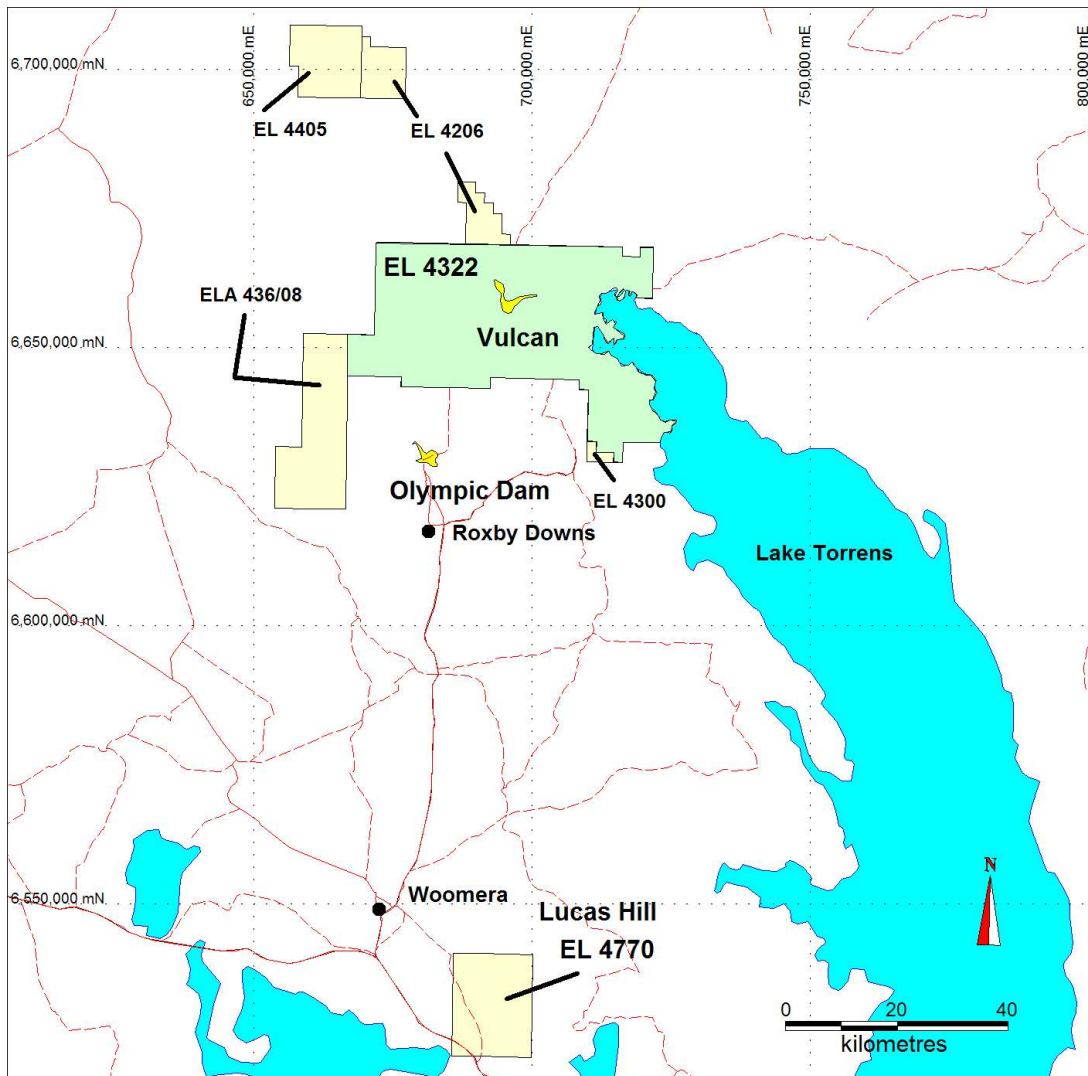 650,000 mE
700,000 mE
750,000 mE
800,000 mE
6,700,000 mN
EL 4405
EL 4206
EL 4322
ELA 436/08
Vulcan
6,650,000 mN
Olympic Dam
EL 4300
Roxby Downs
Lake Torrens
6,600,000 mN
Woomera
6,550,000 mN
Lucas Hill
EL 4770
N
0 20 40
kilometres